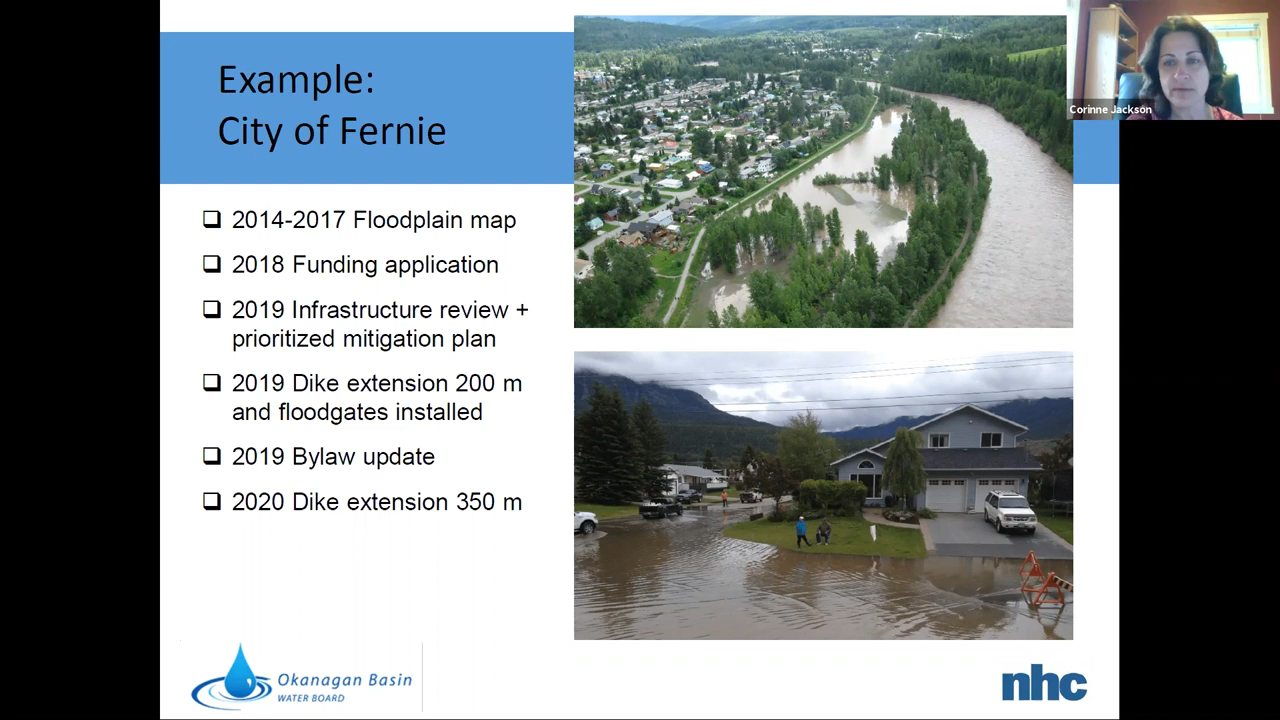 Example:
City of Fernie
❑ 2014-2017 Floodplain map
❑ 2018 Funding application
❑ 2019 Infrastructure review +
prioritized mitigation plan
❑ 2019 Dike extension 200 m
and floodgates installed
❑ 2019 Bylaw update
❑ 2020 Dike extension 350 m
Corinne Jackson
Okanagan Basin
WATER BOARD
nhc